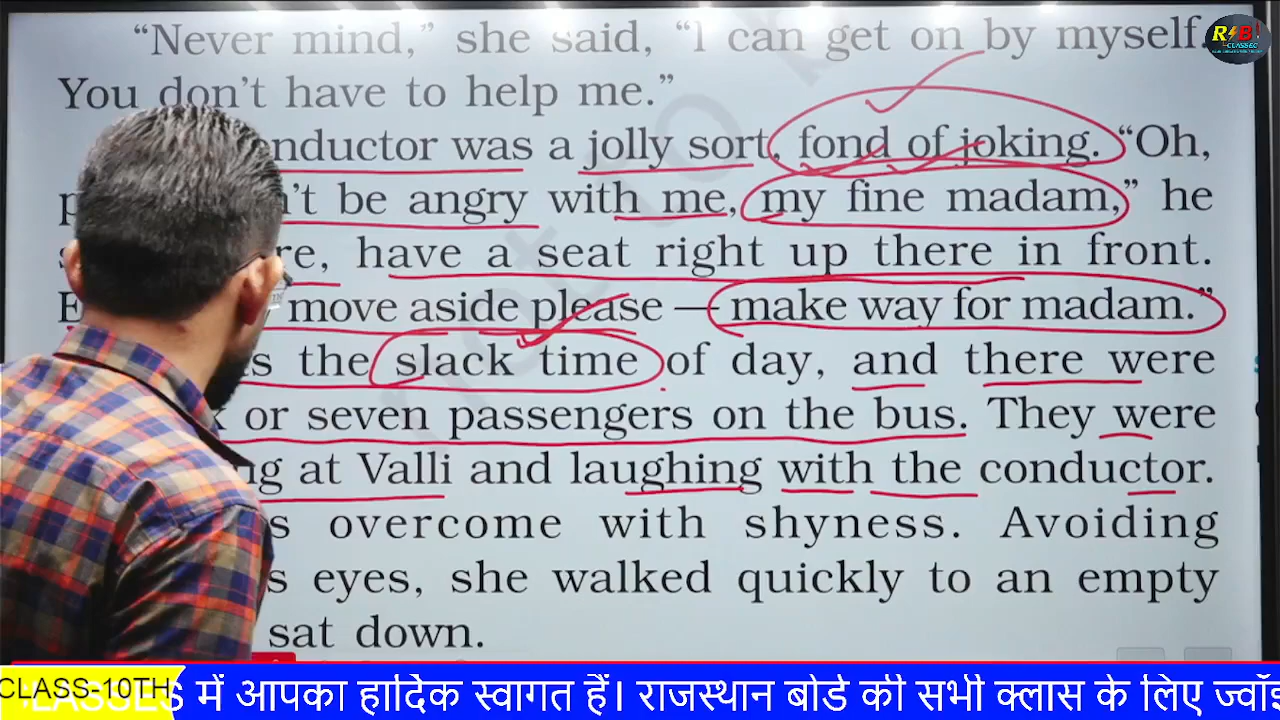 “Never mind,” she said, “I can get on by myself.
You don’t have to help me.”
nductor was a jolly sort, fond of joking. “Oh,
p ’t be angry with me, my fine madam,” he
s re, have a seat right up there in front.
E move aside please — make way for madam.”
s the slack time of day, and there were
x or seven passengers on the bus. They were
ng at Valli and laughing with the conductor.
s overcome with shyness. Avoiding
s eyes, she walked quickly to an empty
sat down.
RBI
CLASSES
CLASS-10TH
LASSES में आपका हार्दिक स्वागत हैं। राजस्थान बोर्ड की सभी क्लास के लिए ज्वॉइ